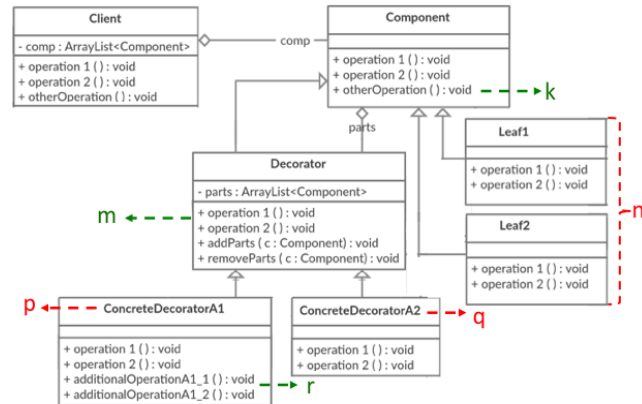 Client
- comp : ArrayList<Component>
+ operation 1 ( ) : void
+ operation 2 ( ) : void
+ otherOperation ( ) : void
comp
Component
+ operation 1 ( ) : void
+ operation 2 ( ) : void
+ otherOperation ( ) : void
k
parts
Leaf1
+ operation 1 ( ) : void
+ operation 2 ( ) : void
n
Leaf2
+ operation 1 ( ) : void
+ operation 2 ( ) : void
Decorator
- parts : ArrayList<Component>
+ operation 1 ( ) : void
+ operation 2 ( ) : void
+ addParts ( c : Component) : void
+ removeParts ( c : Component) : void
m
p
ConcreteDecoratorA1
+ operation 1 ( ) : void
+ operation 2 ( ) : void
+ additionalOperationA1_1 ( ) : void
+ additionalOperationA1_2 ( ) : void
r
ConcreteDecoratorA2
q
+ operation 1 ( ) : void
+ operation 2 ( ) : void